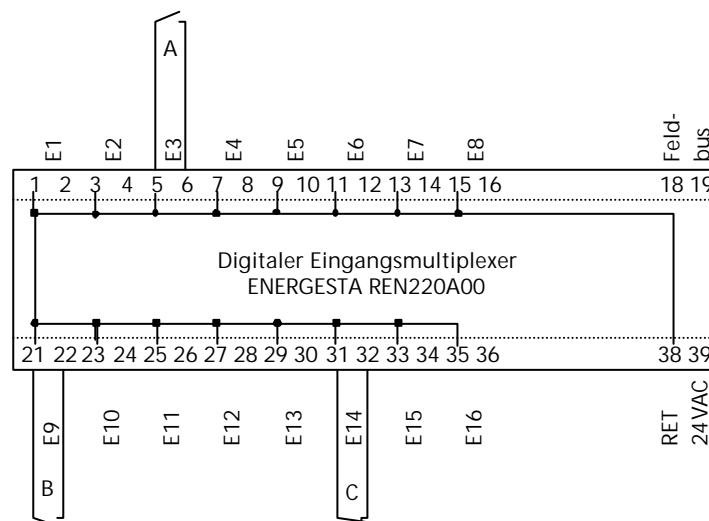 A
E1 E2 E3 E4 E5 E6 E7 E8 Feld-
bus
1 2 3 4 5 6 7 8 9 10 11 12 13 14 15 16 18 19
Digitaler Eingangsmultiplexer
ENERGESTA REN220A00
21 22 23 24 25 26 27 28 29 30 31 32 33 34 35 36 38 39
E9 E10 E11 E12 E13 E14 E15 E16 RET 24VAC
B C